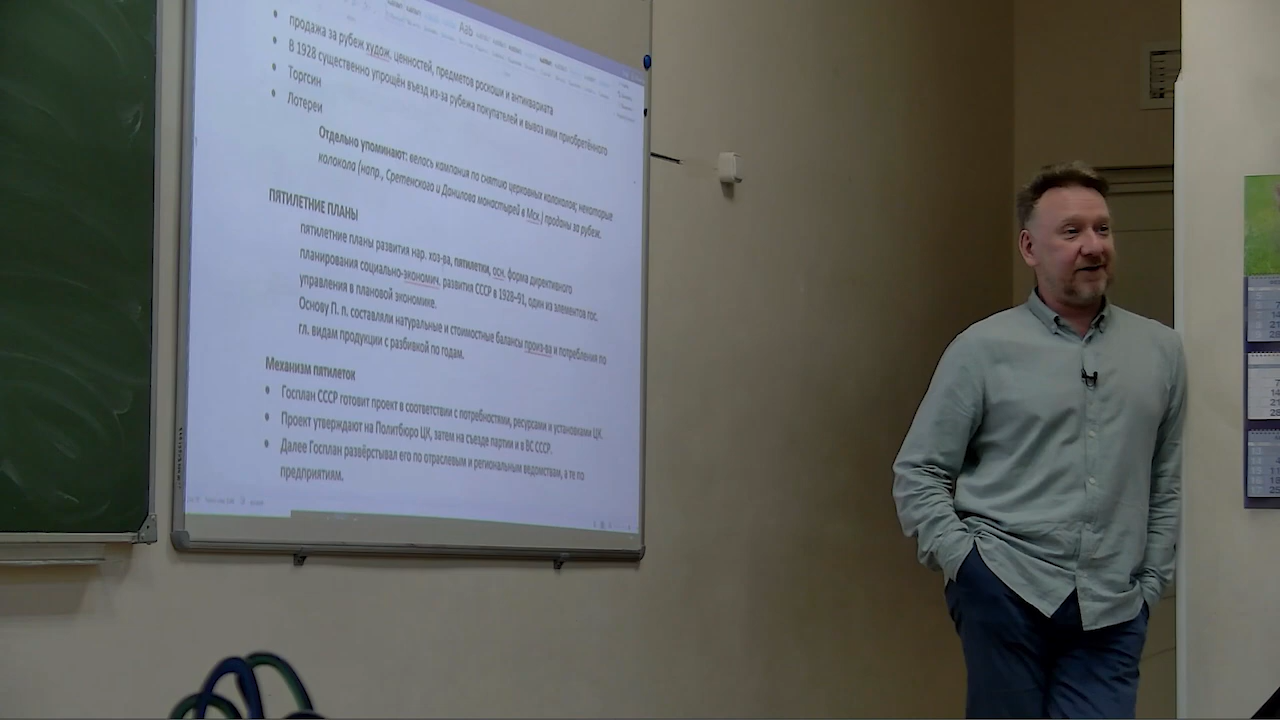 продажа за рубеж худож. ценностей, предметов роскоши и антиквариата
В 1928 существенно упрощён въезд из-за рубежа покупателей и вывоз ими приобретённого
Торгсин
Лотереи
Отдельно упоминают: велась кампания по снятию церковных колоколов; некоторые
колокола (напр., Сретенского и Данилова монастырей в Мск.) проданы за рубеж.
ПЯТИЛЕТНИЕ ПЛАНЫ
пятилетние планы развития нар. хоз-ва, пятилетки, осн. форма директивного
планирования социально-экономич. развития СССР в 1928–91, один из элементов гос.
управления в плановой экономике.
Основу П. п. составляли натуральные и стоимостные балансы произ-ва и потребления по
гл. видам продукции с разбивкой по годам.
Механизм пятилеток
Госплан СССР готовит проект в соответствии с потребностями, ресурсами и установками ЦК
Проект утверждают на Политбюро ЦК, затем на съезде партии и в ВС СССР.
Далее Госплан развёрстывал его по отраслевым и региональным ведомствам, а те по
предприятиям.